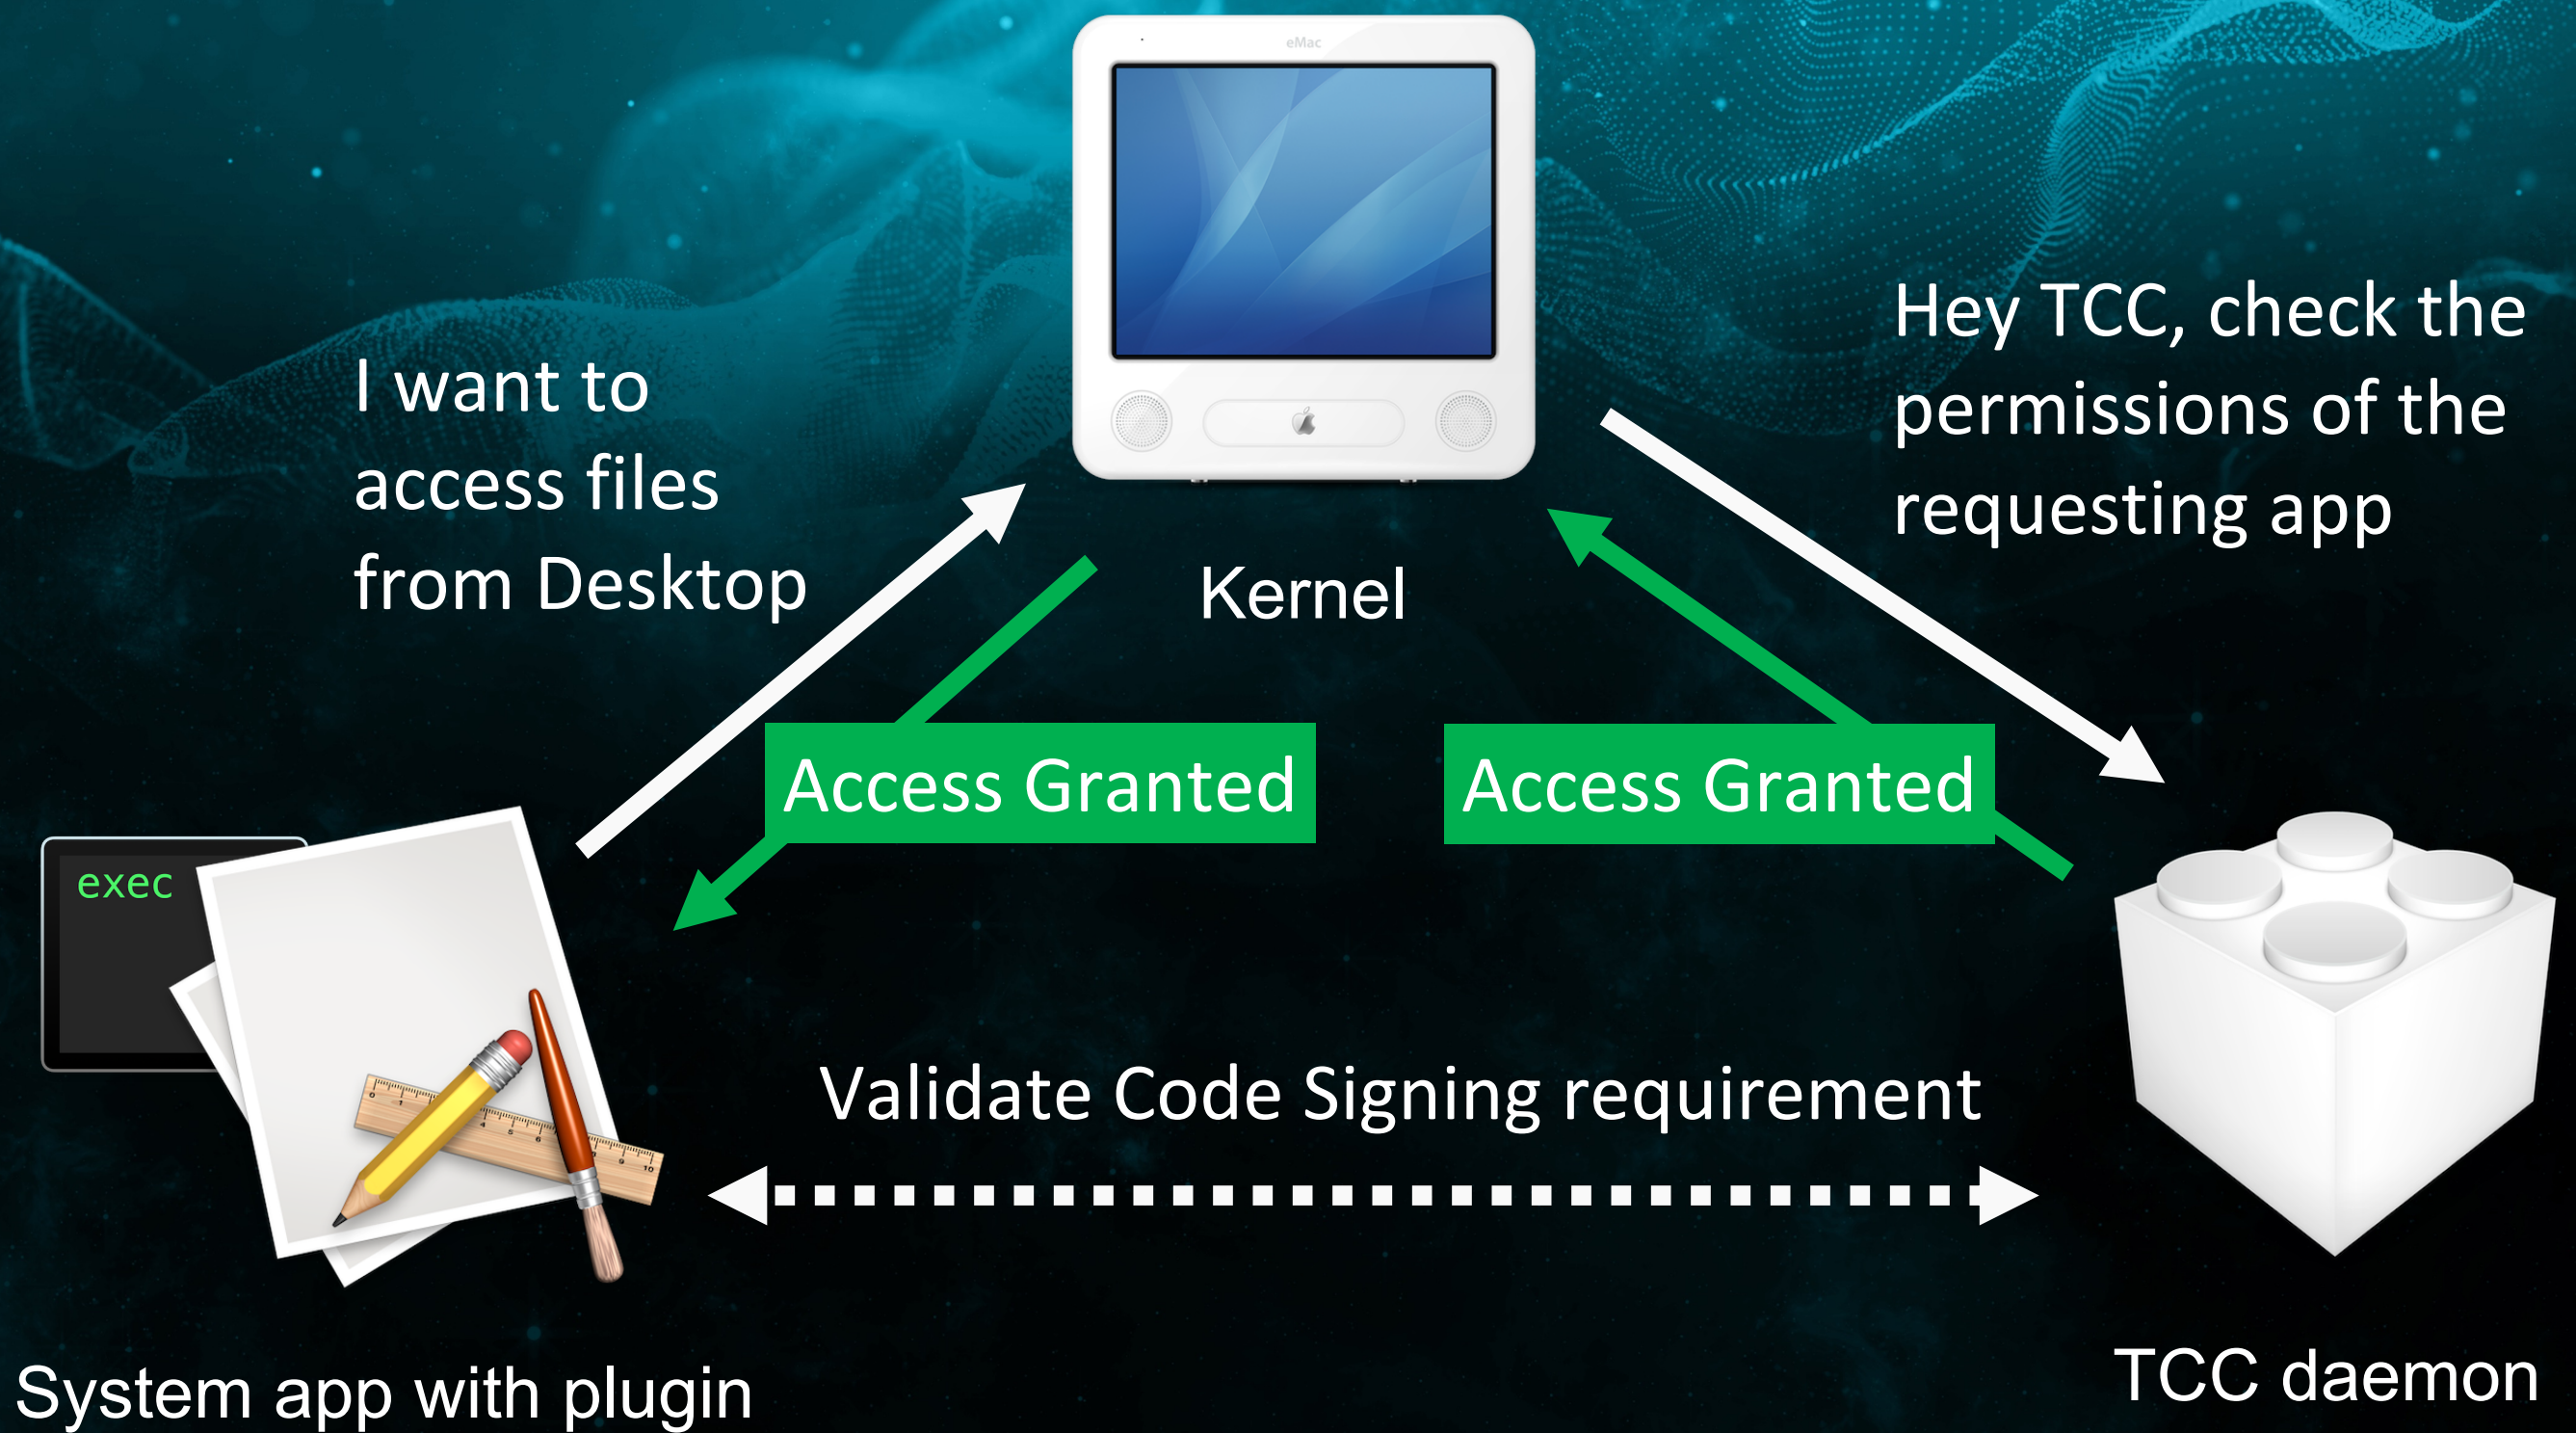 eMac
I want to
access files
from Desktop
Hey TCC, check the
permissions of the
requesting app
Kernel
Access Granted
Access Granted
exec
Validate Code Signing requirement
System app with plugin
TCC daemon